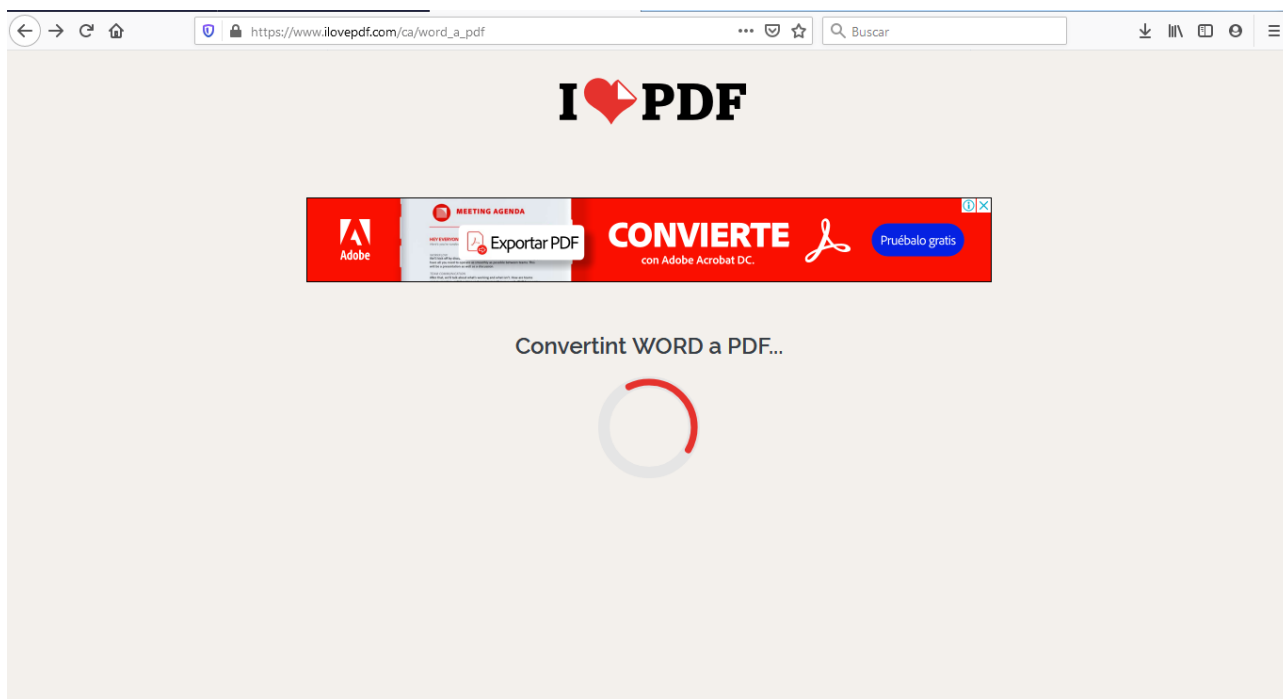 https://www.ilovepdf.com/ca/word_a_pdf
Buscar
I PDF
Adobe
MEETING AGENDA
Exportar PDF
CONVIERTE
con Adobe Acrobat DC.
Pruébalo gratis
Convertint WORD a PDF...